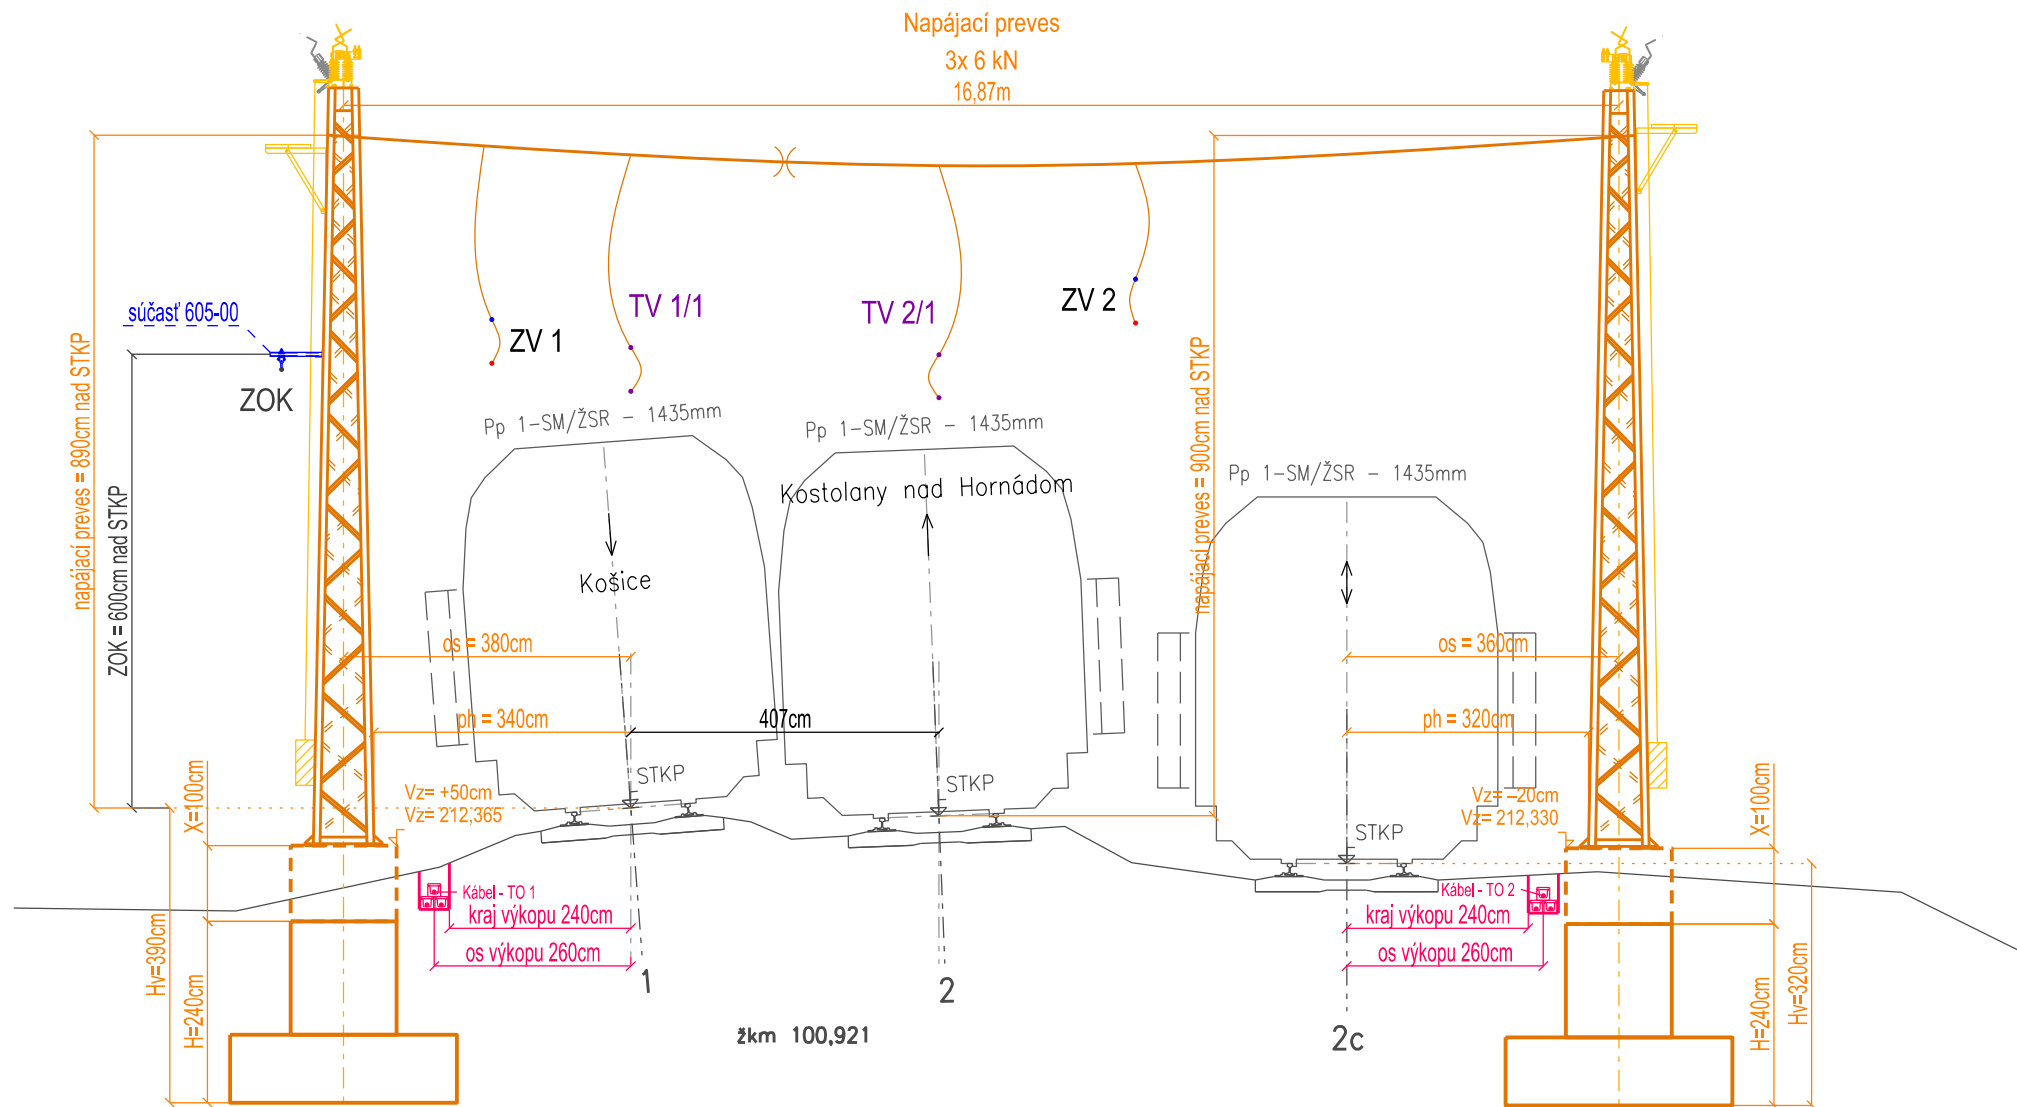 Napájací preves
3x 6 kN
16,87m
súčasť 605-00
ZOK
ZV 1
TV 1/1
TV 2/1
ZV 2
napájací preves = 890cm nad STKP
ZOK = 600cm nad STKP
napájací preves = 900cm nad STKP
Pp 1-SM/ŽSR - 1435mm
Pp 1-SM/ŽSR - 1435mm
Pp 1-SM/ŽSR - 1435mm
Kostolany nad Hornádom
Košice
os = 380cm
os = 360cm
ph = 340cm
407cm
ph = 320cm
STKP
STKP
STKP
Vz= +50cm
Vz= 212,365
Vz= -20cm
Vz= 212,330
X=100cm
X=100cm
Kábel - TO 1
kraj výkopu 240cm
os výkopu 260cm
Kábel - TO 2
kraj výkopu 240cm
os výkopu 260cm
Hv=390cm
H=240cm
H=240cm
Hv=320cm
1
2
2c
žkm 100,921